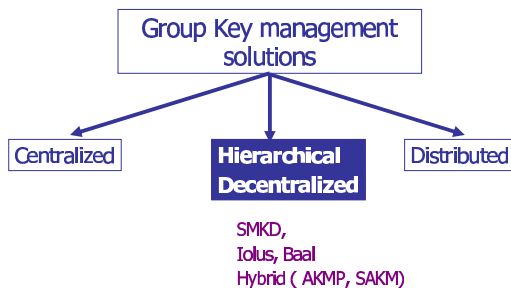 Group Key management
solutions
Centralized
Hierarchical
Decentralized
Distributed
SMKD,
Iolus, Baal
Hybrid ( AKMP, SAKM)